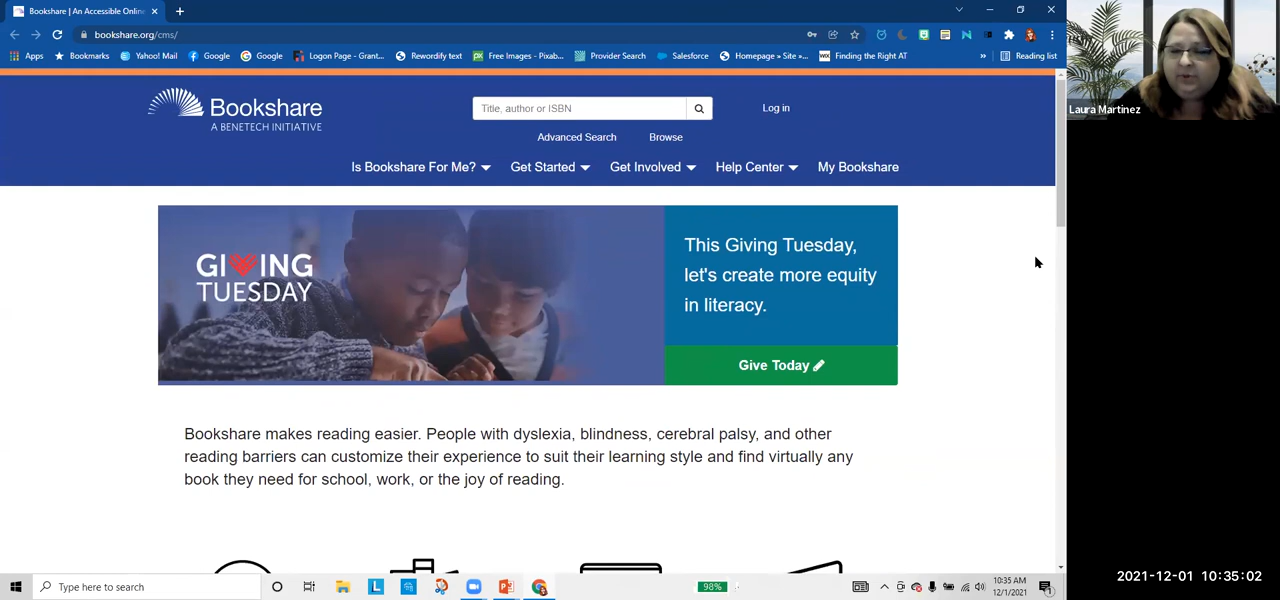 Bookshare | An Accessible Online
bookshare.org/cms/
Apps
Bookmarks
Yahoo! Mail
Google
Google
Logon Page - Grant...
Rewordify text
Free Images - Pixab...
Provider Search
Salesforce
Homepage » Site »...
Finding the Right AT
»
Reading list
Laura Martinez
Bookshare
A BENETECH INITIATIVE
Title, author or ISBN
Log in
Advanced Search
Browse
Is Bookshare For Me?
Get Started
Get Involved
Help Center
My Bookshare
GIVING
TUESDAY
This Giving Tuesday,
let's create more equity
in literacy.
Give Today
Bookshare makes reading easier. People with dyslexia, blindness, cerebral palsy, and other
reading barriers can customize their experience to suit their learning style and find virtually any
book they need for school, work, or the joy of reading.
Type here to search
98%
10:35 AM
12/1/2021
2021-12-01 10:35:02